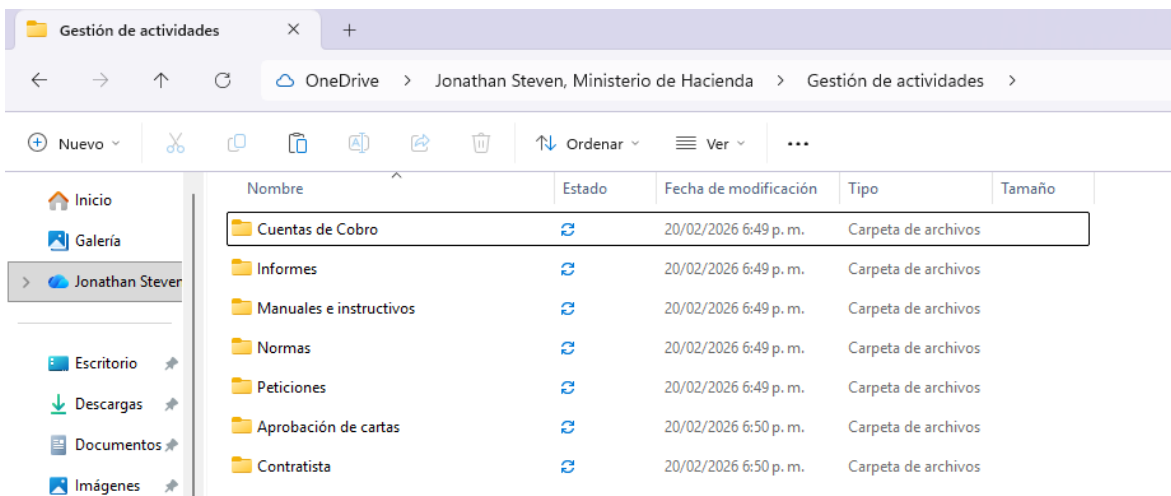 Gestión de actividades
OneDrive > Jonathan Steven, Ministerio de Hacienda > Gestión de actividades >
Nuevo Ordenar Ver ...
Nombre Estado Fecha de modificación Tipo Tamaño
Inicio
Galería
Jonathan Steven
Escritorio
Descargas
Documentos
Imágenes
Cuentas de Cobro 20/02/2026 6:49 p. m. Carpeta de archivos
Informes 20/02/2026 6:49 p. m. Carpeta de archivos
Manuales e instructivos 20/02/2026 6:49 p. m. Carpeta de archivos
Normas 20/02/2026 6:49 p. m. Carpeta de archivos
Peticiones 20/02/2026 6:49 p. m. Carpeta de archivos
Aprobación de cartas 20/02/2026 6:50 p. m. Carpeta de archivos
Contratista 20/02/2026 6:50 p. m. Carpeta de archivos